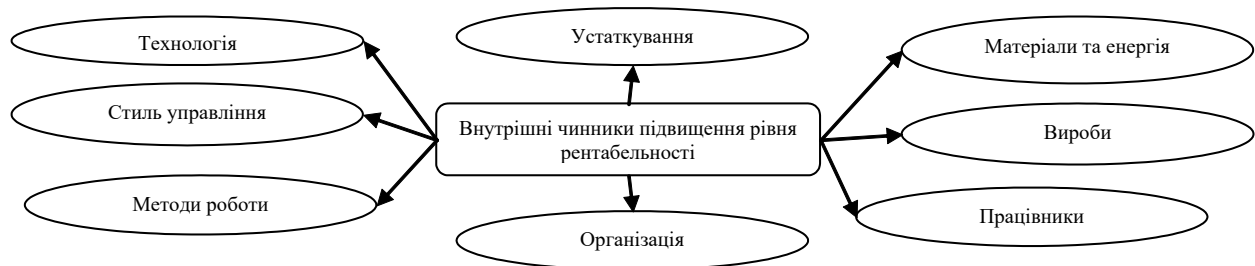 Технологія
Устаткування
Матеріали та енергія
Стиль управління
Внутрішні чинники підвищення рівня
рентабельності
Вироби
Методи роботи
Працівники
Організація